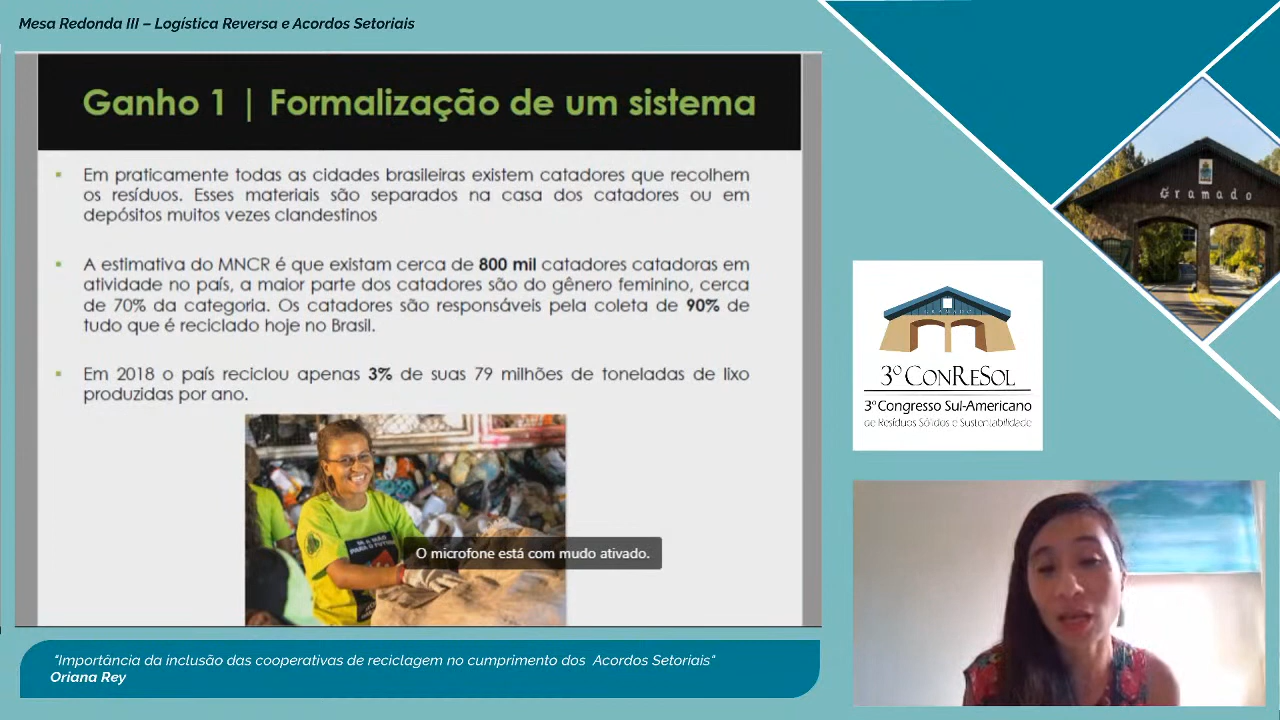 Mesa Redonda III – Logística Reversa e Acordos Setoriais
Ganho 1 | Formalização de um sistema
Em praticamente todas as cidades brasileiras existem catadores que recolhem
os resíduos. Esses materiais são separados na casa dos catadores ou em
depósitos muitos vezes clandestinos
A estimativa do MNCR é que existam cerca de 800 mil catadores catadoras em
atividade no país, a maior parte dos catadores são do gênero feminino, cerca
de 70% da categoria. Os catadores são responsáveis pela coleta de 90% de
tudo que é reciclado hoje no Brasil.
Em 2018 o país reciclou apenas 3% de suas 79 milhões de toneladas de lixo
produzidas por ano.
O microfone está com mudo ativado.
Gramado
3º CONRESOL
3º Congresso Sul-Americano
de Resíduos Sólidos e Sustentabilidade
"Importância da inclusão das cooperativas de reciclagem no cumprimento dos Acordos Setoriais"
Oriana Rey